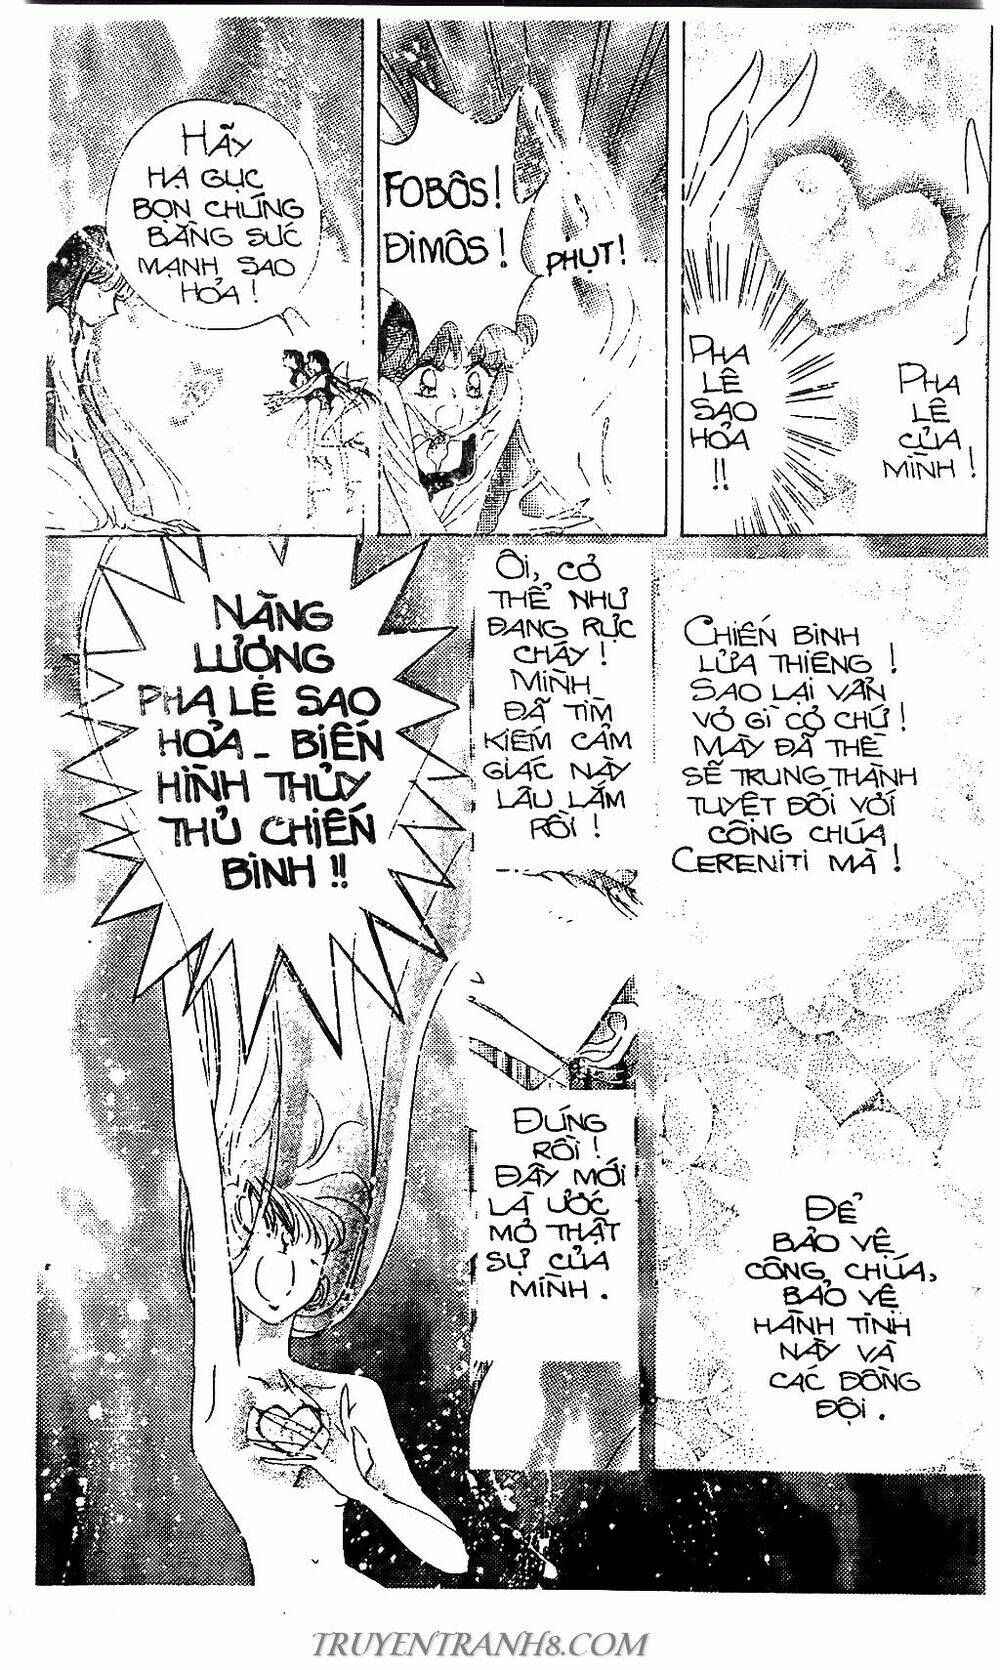 PHA
LÊ
CỦA
MÌNH!
PHA
LÊ
SAO
HỎA
!!
FOBÔS!
ĐIMÔS!
PHỤT!
HÃY
HẠ GỤC
BỌN CHÚNG
BẰNG SỨC
MẠNH SAO
HỎA!
CHIẾN BINH
LỬA THIÊNG!
SAO LẠI VẨN
VỞ GÌ CỞ CHỨ!
MÀY ĐÃ THỀ
SẼ TRUNG THÀNH
TUYỆT ĐỐI VỚI
CÔNG CHÚA
CERENITI MÀ!
ĐỂ
BẢO VỆ
CÔNG CHÚA,
BẢO VỆ
HÀNH TINH
NÀY VÀ
CÁC ĐỒNG
ĐỘI.
ÔI, CƠ
THỂ NHƯ
ĐANG RỰC
CHÁY!
MÌNH
ĐÃ TÌM
KIẾM CẢM
GIÁC NÀY
LÂU LẮM
RỒI!
ĐÚNG
RỒI!
ĐÂY MỚI
LÀ ƯỚC
MƠ THẬT
SỰ CỦA
MÌNH.
NĂNG
LƯỢNG
PHA LÊ SAO
HỎA - BIẾN
HÌNH THỦY
THỦ CHIẾN
BINH!!
TRUYENTRANH8.COM